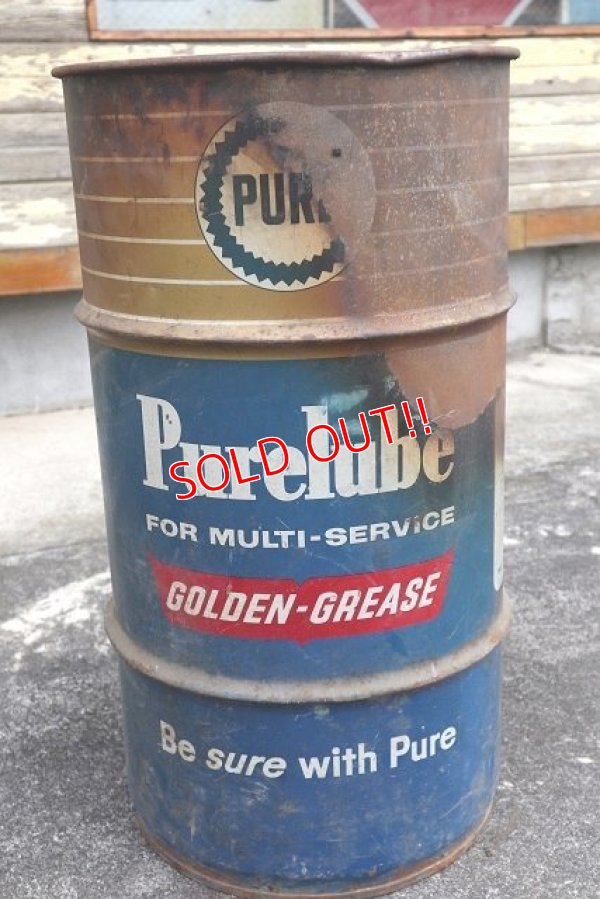 PURE
Purelube
SOLD OUT!!
FOR MULTI-SERVICE
GOLDEN-GREASE
Be sure with Pure